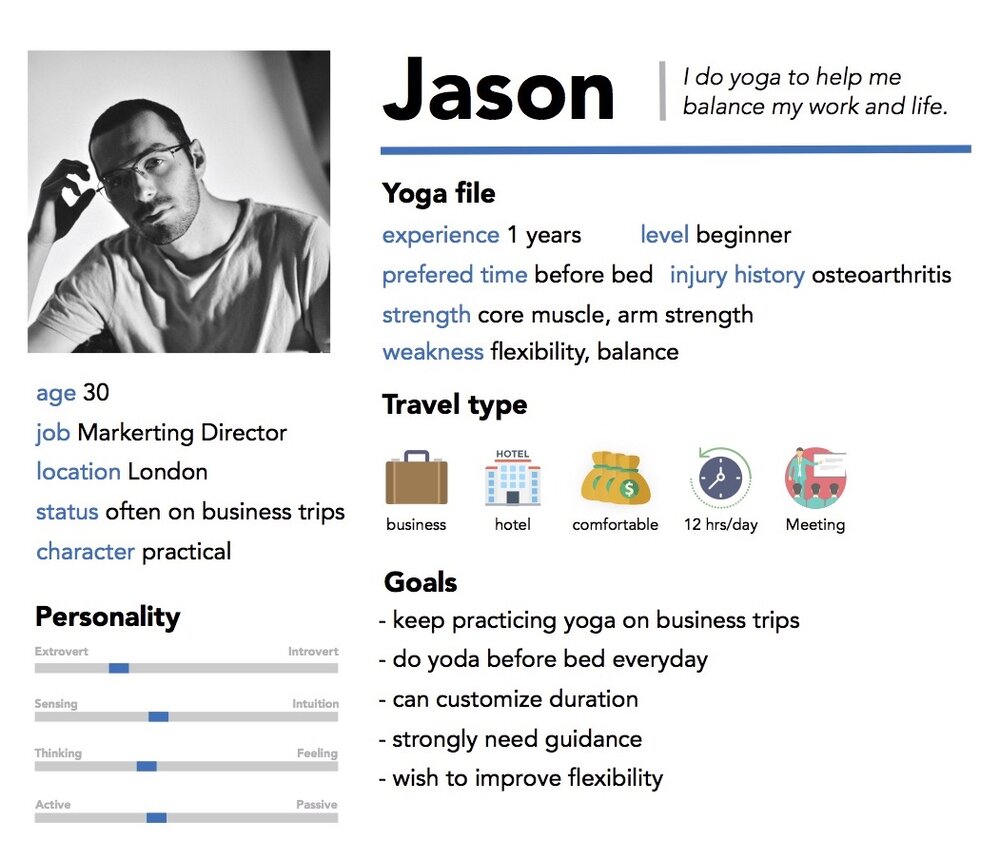 Jason
I do yoga to help me
balance my work and life.
Yoga file
experience 1 years level beginner
prefered time before bed injury history osteoarthritis
strength core muscle, arm strength
weakness flexibility, balance
age 30
job Markerting Director
location London
status often on business trips
character practical
Personality
Extrovert Introvert
Sensing Intuition
Thinking Feeling
Active Passive
Travel type
HOTEL
$
business hotel comfortable 12 hrs/day Meeting
Goals
- keep practicing yoga on business trips
- do yoda before bed everyday
- can customize duration
- strongly need guidance
- wish to improve flexibility